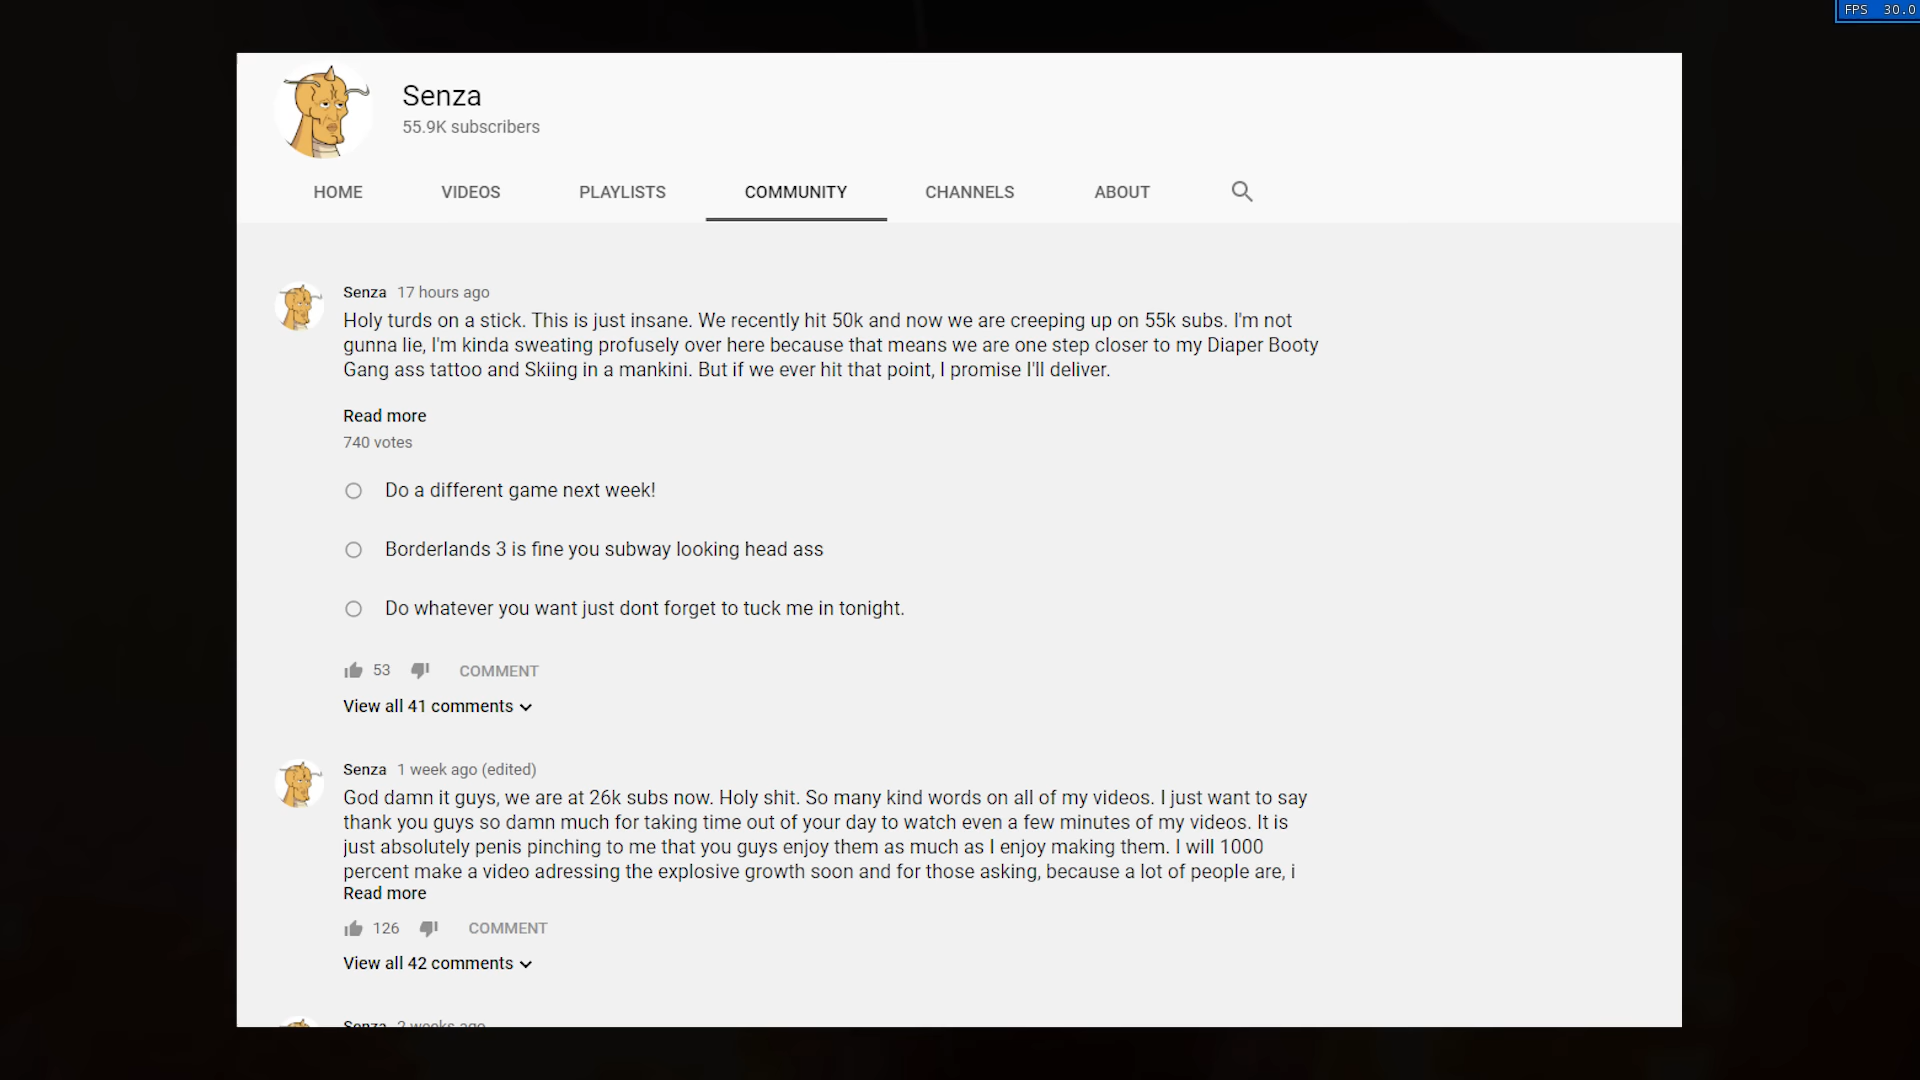 FPS 30.0
Senza
55.9K subscribers
HOME VIDEOS PLAYLISTS COMMUNITY CHANNELS ABOUT
Senza 17 hours ago
Holy turds on a stick. This is just insane. We recently hit 50k and now we are creeping up on 55k subs. I'm not
gunna lie, I'm kinda sweating profusely over here because that means we are one step closer to my Diaper Booty
Gang ass tattoo and Skiing in a mankini. But if we ever hit that point, I promise I'll deliver.
Read more
740 votes
Do a different game next week!
Borderlands 3 is fine you subway looking head ass
Do whatever you want just dont forget to tuck me in tonight.
53 COMMENT
View all 41 comments
Senza 1 week ago (edited)
God damn it guys, we are at 26k subs now. Holy shit. So many kind words on all of my videos. I just want to say
thank you guys so damn much for taking time out of your day to watch even a few minutes of my videos. It is
just absolutely penis pinching to me that you guys enjoy them as much as I enjoy making them. I will 1000
percent make a video adressing the explosive growth soon and for those asking, because a lot of people are, i
Read more
126 COMMENT
View all 42 comments
Senza 2 weeks ago